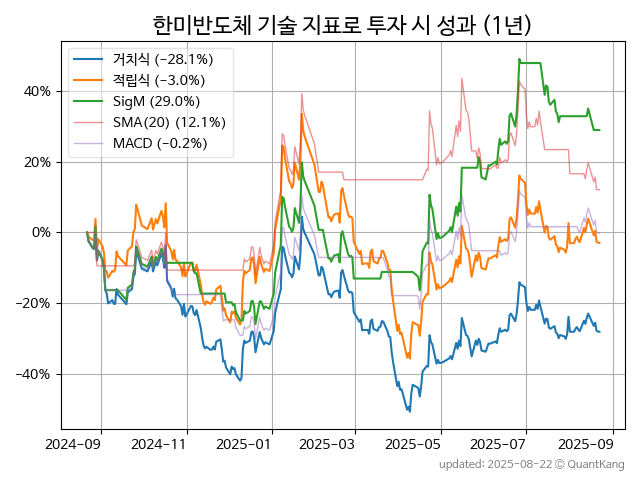 한미반도체 기술 지표로 투자 시 성과 (1년)
거치식 (−28.1%)
적립식 (−3.0%)
SigM (29.0%)
SMA(20) (12.1%)
MACD (−0.2%)
40%
20%
0%
−20%
−40%
2024−09 2024−11 2025−01 2025−03 2025−05 2025−07 2025−09
updated: 2025−08−22 © QuantKang